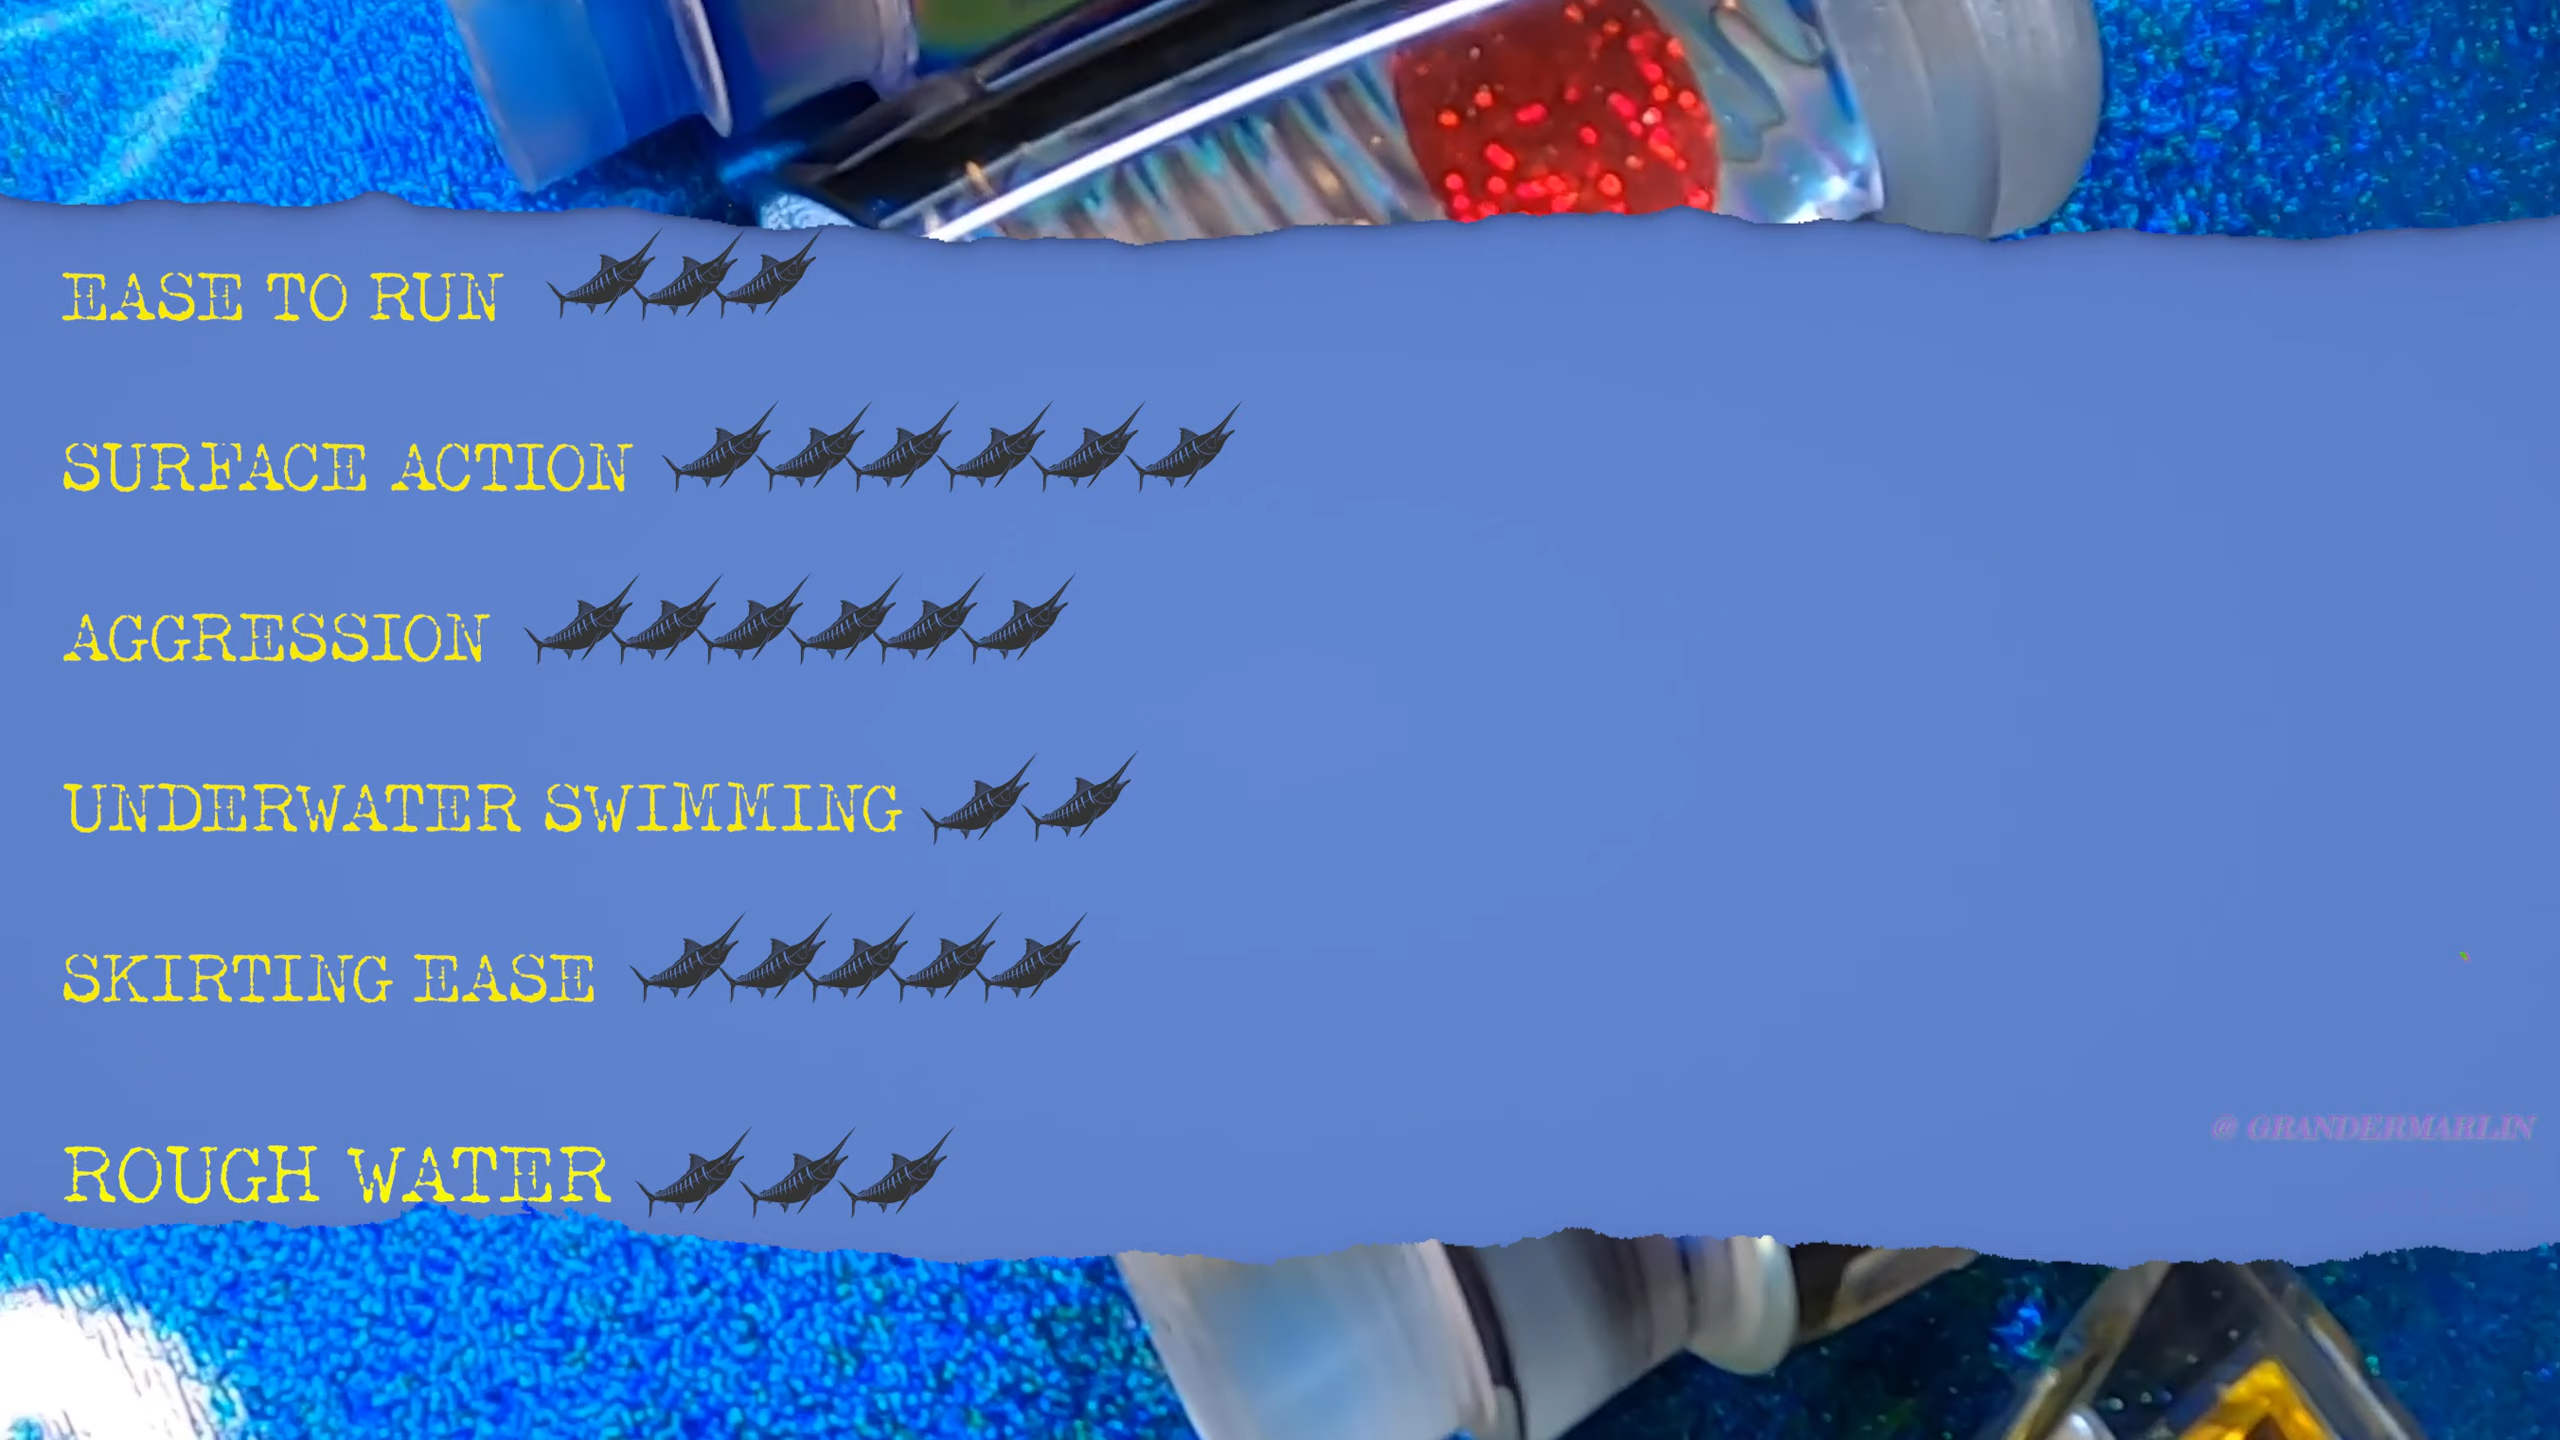 EASE TO RUN
SURFACE ACTION
AGGRESSION
UNDERWATER SWIMMING
SKIRTING EASE
@ GRANDERMARLIN
ROUGH WATER